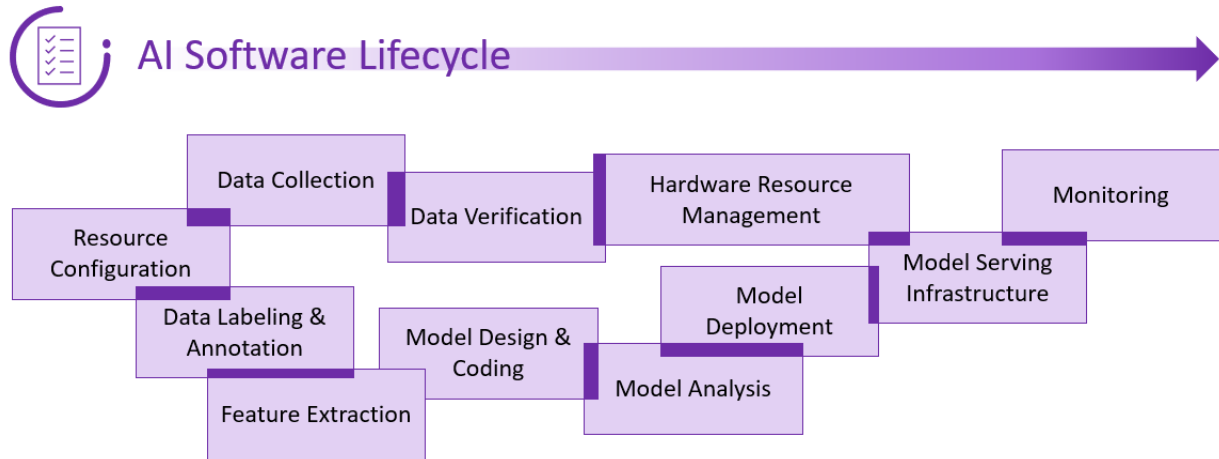 AI Software Lifecycle
Data Collection
Data Verification
Hardware Resource
Management
Monitoring
Resource
Configuration
Model Serving
Infrastructure
Data Labeling &
Annotation
Model Design &
Coding
Model
Deployment
Feature Extraction
Model Analysis